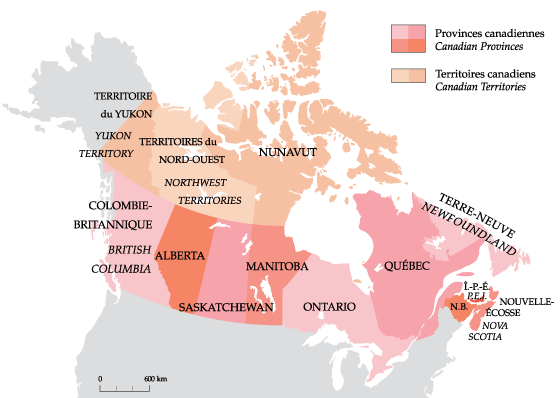 Provinces canadiennes
Canadian Provinces
Territoires canadiens
Canadian Territories
TERRITOIRE
du YUKON
YUKON
TERRITORY
TERRITOIRES du
NORD-OUEST
NORTHWEST
TERRITORIES
NUNAVUT
COLOMBIE-
BRITANNIQUE
BRITISH
COLUMBIA
ALBERTA
SASKATCHEWAN
MANITOBA
ONTARIO
QUÉBEC
TERRE-NEUVE
NEWFOUNDLAND
Î.-P.-É.
P.E.I.
N.B.
NOUVELLE-
ÉCOSSE
NOVA
SCOTIA
0 600 km